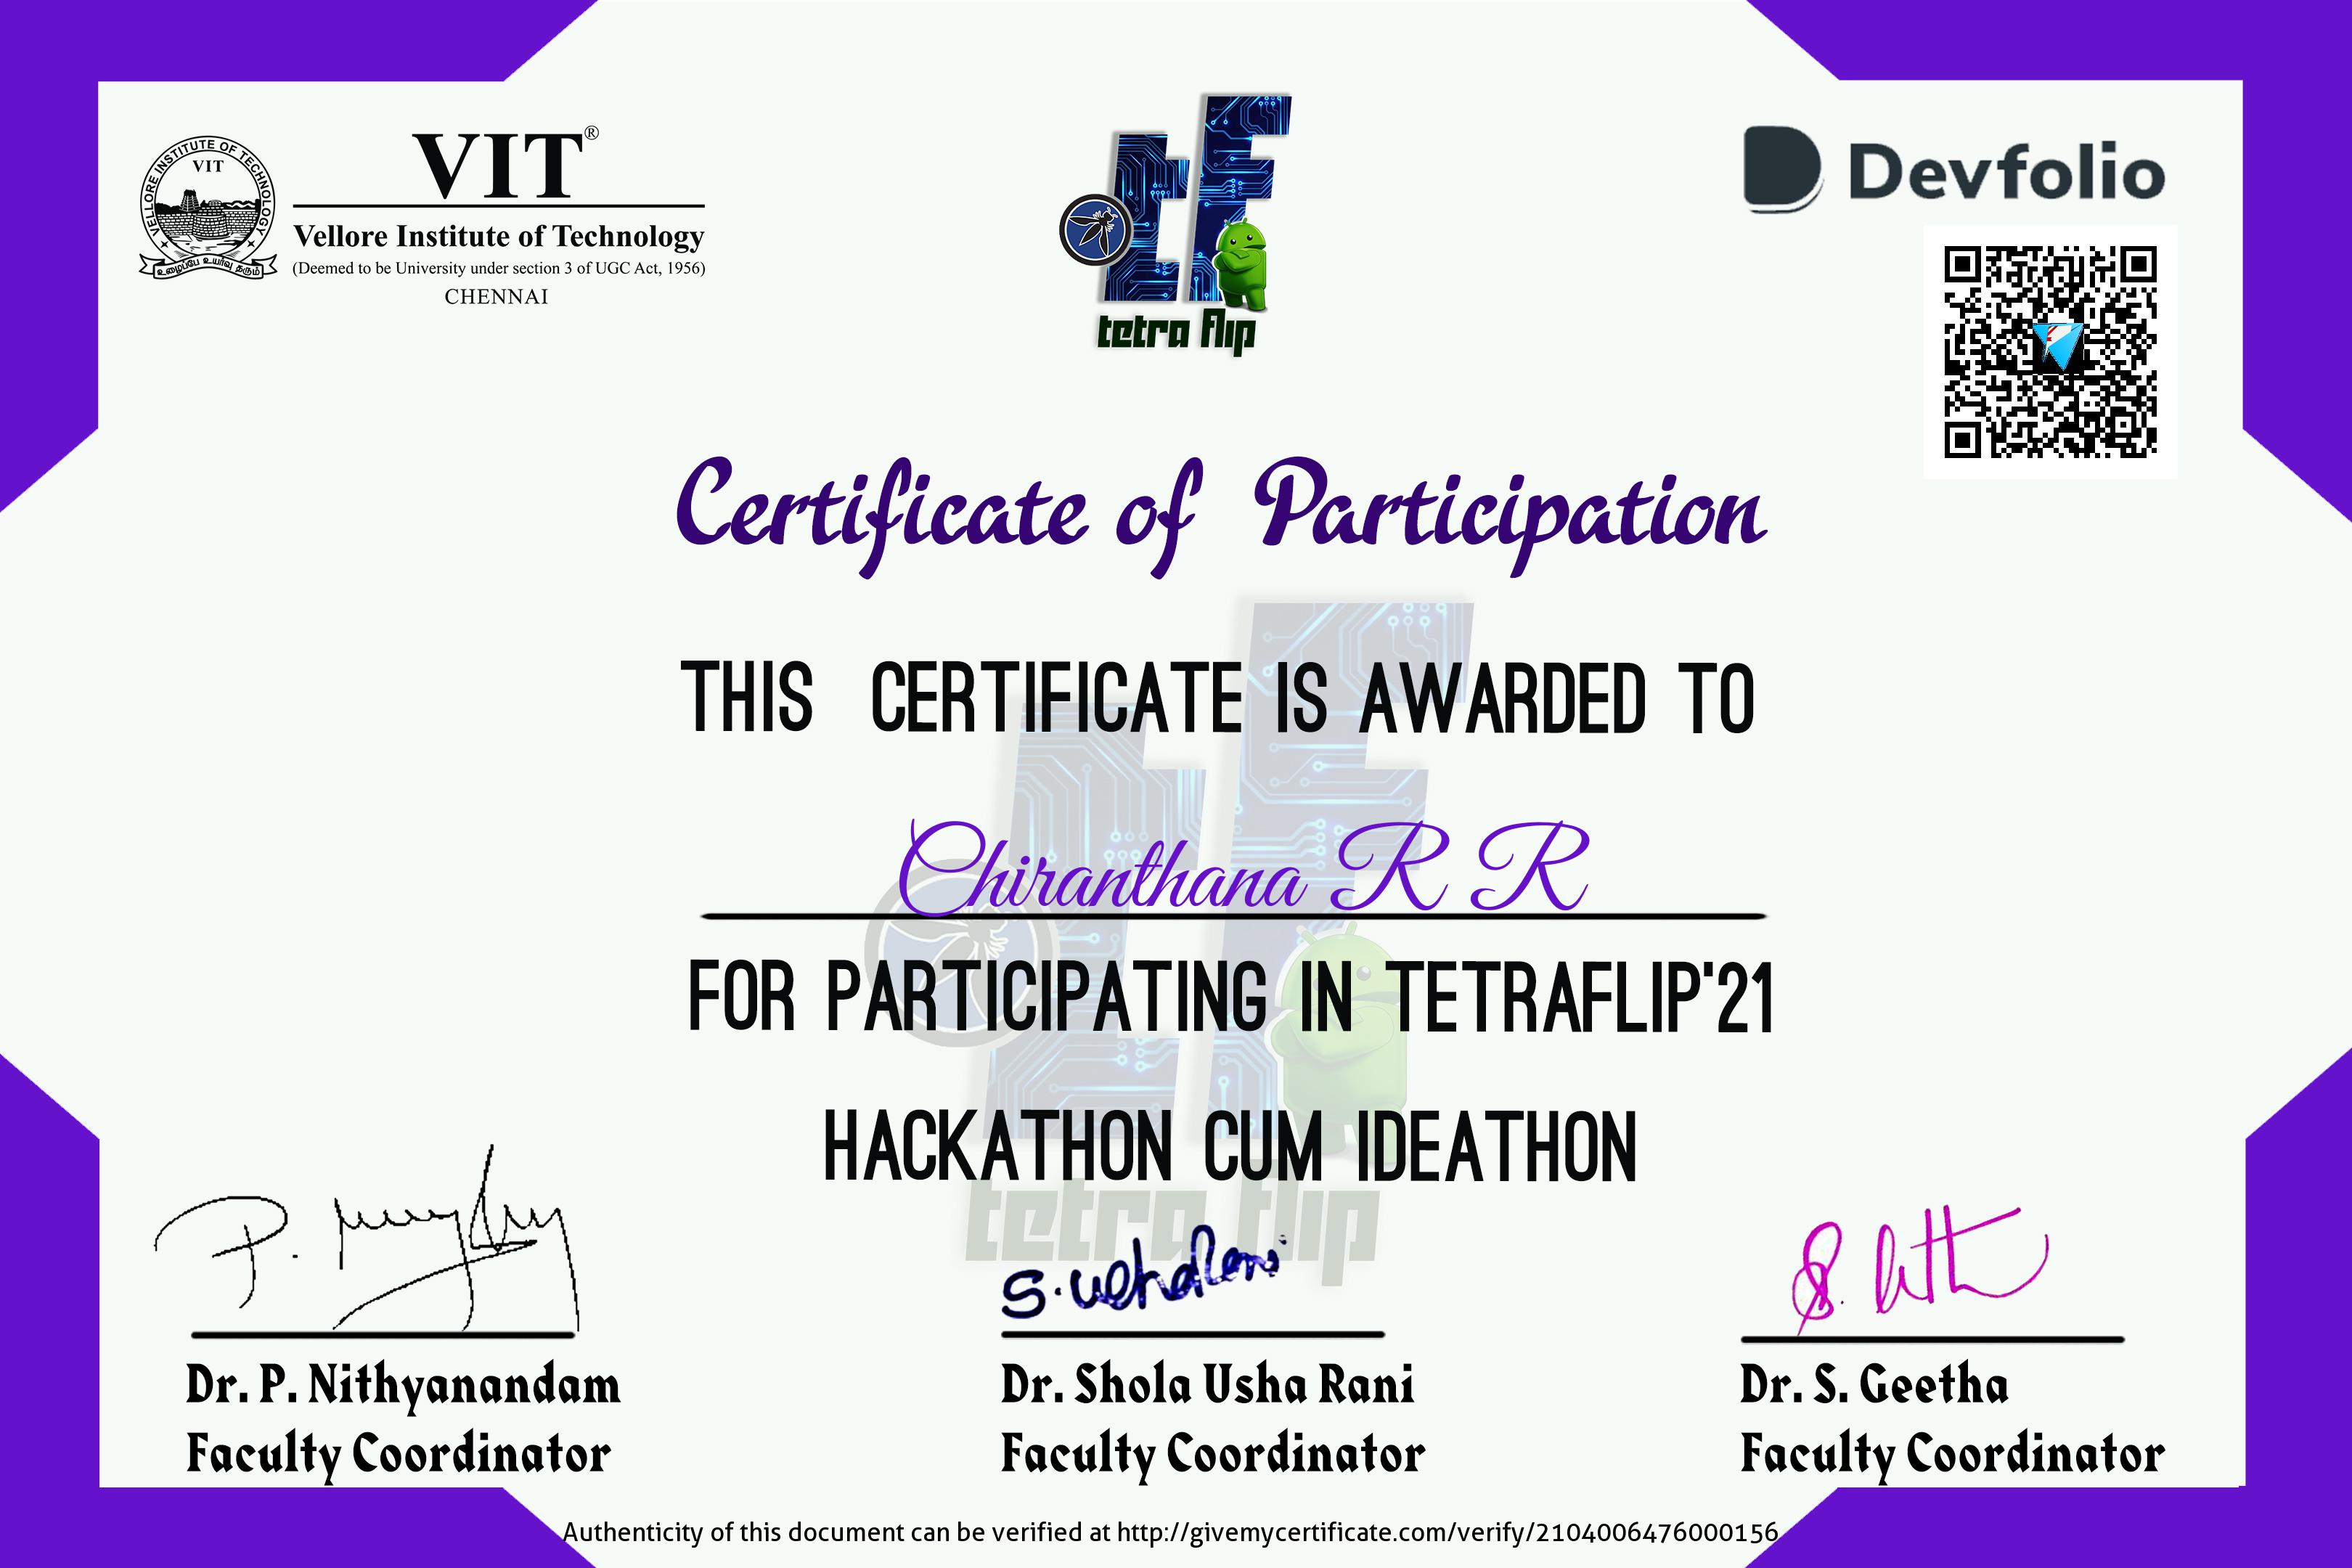 VELLORE INSTITUTE OF TECHNOLOGY
VIT
உழைப்பே உயர்வு தரும்
VIT®
Vellore Institute of Technology
(Deemed to be University under section 3 of UGC Act, 1956)
CHENNAI
tF
tetra flip
Devfolio
Certificate of Participation
THIS CERTIFICATE IS AWARDED TO
Chiranthana R R
FOR PARTICIPATING IN TETRAFLIP'21
HACKATHON CUM IDEATHON
tetra flip
S. UshaRani
Dr. P. Nithyanandam
Faculty Coordinator
Dr. Shola Usha Rani
Faculty Coordinator
Dr. S. Geetha
Faculty Coordinator
Authenticity of this document can be verified at http://givemycertificate.com/verify/2104006476000156